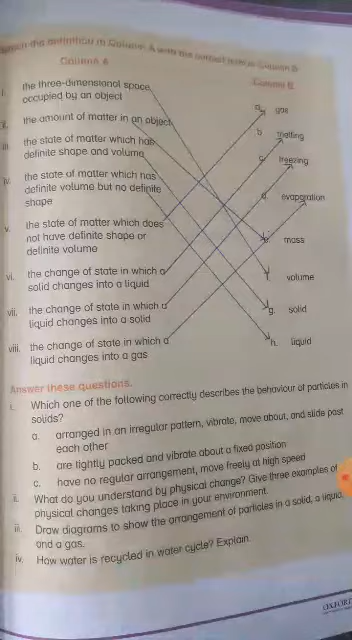 Match the definition in Column A with the correct term in Column B
Column A
Column B
i. the three-dimensional space
occupied by an object
a. gas
ii. the amount of matter in an object
b. melting
iii. the state of matter which has
definite shape and volume
c. freezing
iv. the state of matter which has
definite volume but no definite
shape
d. evaporation
v. the state of matter which does
not have definite shape or
definite volume
e. mass
vi. the change of state in which a
solid changes into a liquid
f. volume
vii. the change of state in which a
liquid changes into a solid
g. solid
viii. the change of state in which a
liquid changes into a gas
h. liquid
Answer these questions.
i. Which one of the following correctly describes the behaviour of particles in
solids?
a. arranged in an irregular pattern, vibrate, move about, and slide past
each other
b. are tightly packed and vibrate about a fixed position
c. have no regular arrangement, move freely at high speed
ii. What do you understand by physical change? Give three examples of
physical changes taking place in your environment.
iii. Draw diagrams to show the arrangement of particles in a solid, a liquid,
and a gas.
iv. How water is recycled in water cycle? Explain.
OXFORD